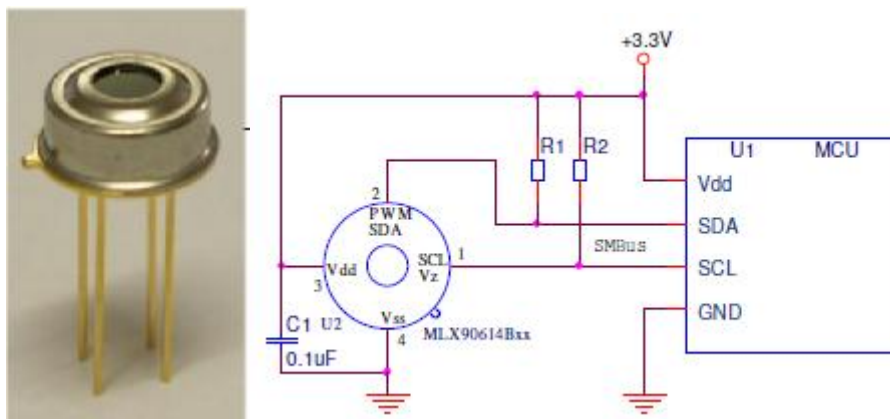 +3.3V
R1 R2
U1 MCU
Vdd
SDA
SCL
GND
SMBus
2
PWM
SDA
SCL 1
Vz
Vdd
3
Vss
4
C1 U2
0.1uF
MLX90614Bxx